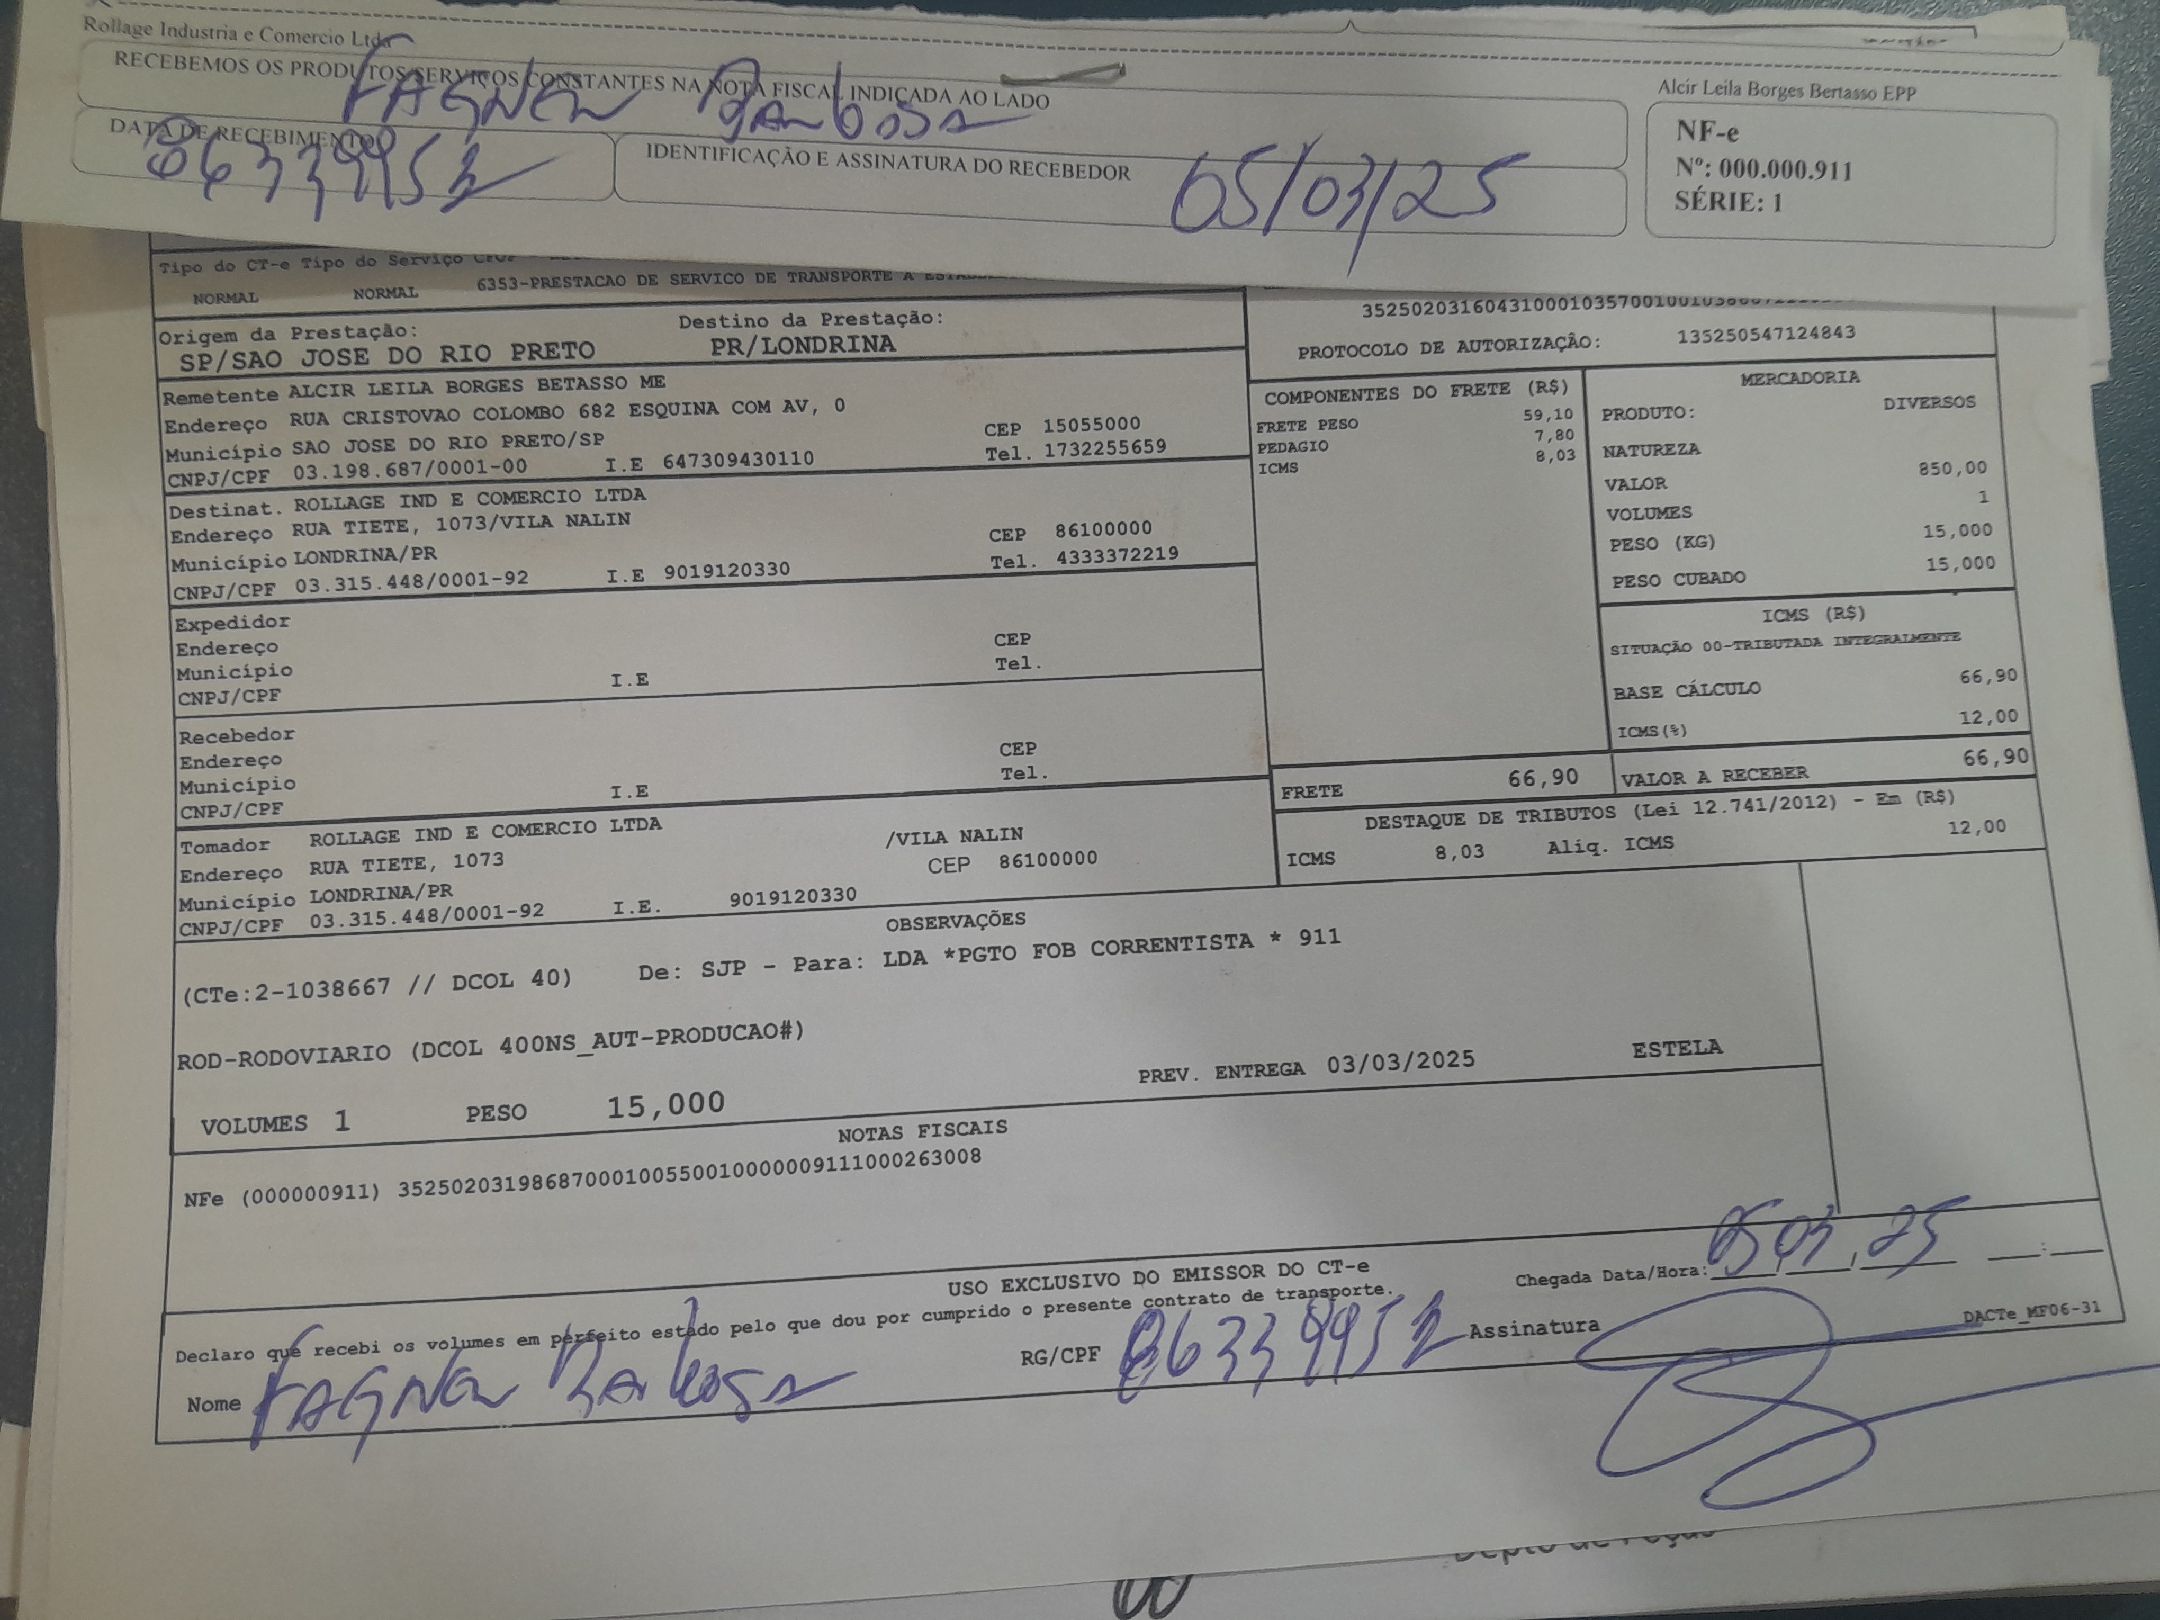 Rollage Industria e Comercio Ltda
RECEBEMOS OS PRODUTOS SERVIÇOS CONSTANTES NA NOTA FISCAL INDICADA AO LADO
Fagner Barbosa
DATA DE RECEBIMENTO
86339952
IDENTIFICAÇÃO E ASSINATURA DO RECEBEDOR
05/03/25
Alcir Leila Borges Bertasso EPP
NF-e
Nº: 000.000.911
SÉRIE: 1
Tipo do CT-e Tipo do Serviço CFOP
NORMAL NORMAL 6353-PRESTACAO DE SERVICO DE TRANSPORTE A
PROTOCOLO DE AUTORIZAÇÃO: 135250547124843
Origem da Prestação: Destino da Prestação:
SP/SAO JOSE DO RIO PRETO PR/LONDRINA
Remetente ALCIR LEILA BORGES BETASSO ME
Endereço RUA CRISTOVAO COLOMBO 682 ESQUINA COM AV, 0
Município SAO JOSE DO RIO PRETO/SP CEP 15055000
CNPJ/CPF 03.198.687/0001-00 I.E 647309430110 Tel. 1732255659
Destinat. ROLLAGE IND E COMERCIO LTDA
Endereço RUA TIETE, 1073/VILA NALIN
Município LONDRINA/PR CEP 86100000
CNPJ/CPF 03.315.448/0001-92 I.E 9019120330 Tel. 4333372219
Expedidor
Endereço
Município CEP
CNPJ/CPF I.E Tel.
Recebedor
Endereço
Município CEP
CNPJ/CPF I.E Tel.
Tomador ROLLAGE IND E COMERCIO LTDA
Endereço RUA TIETE, 1073 /VILA NALIN
Município LONDRINA/PR CEP 86100000
CNPJ/CPF 03.315.448/0001-92 I.E. 9019120330
COMPONENTES DO FRETE (R$)
FRETE PESO 59,10
PEDAGIO 7,80
ICMS 8,03
MERCADORIA
PRODUTO: DIVERSOS
NATUREZA
VALOR 850,00
VOLUMES 1
PESO (KG) 15,000
PESO CUBADO 15,000
ICMS (R$)
SITUAÇÃO 00-TRIBUTADA INTEGRALMENTE
BASE CÁLCULO 66,90
ICMS(%) 12,00
FRETE 66,90 VALOR A RECEBER 66,90
DESTAQUE DE TRIBUTOS (Lei 12.741/2012) - Em (R$)
ICMS 8,03 Aliq. ICMS 12,00
OBSERVAÇÕES
(CTe:2-1038667 // DCOL 40) De: SJP - Para: LDA *PGTO FOB CORRENTISTA * 911
ROD-RODOVIARIO (DCOL 400NS_AUT-PRODUCAO#)
VOLUMES 1 PESO 15,000 PREV. ENTREGA 03/03/2025 ESTELA
NOTAS FISCAIS
NFe (000000911) 35250203198687000100550010000009111000263008
USO EXCLUSIVO DO EMISSOR DO CT-e
Declaro que recebi os volumes em perfeito estado pelo que dou por cumprido o presente contrato de transporte.
Chegada Data/Hora: 05 03 25
Nome Fagner Barbosa RG/CPF 86339952 Assinatura
DACTe_MF06-31